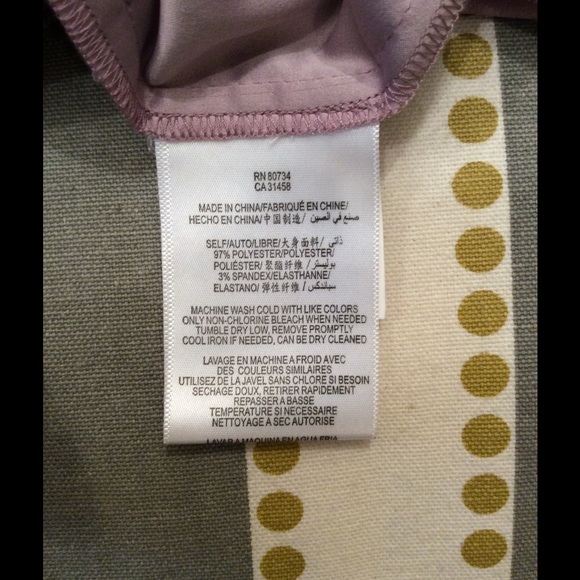 RN 80734
CA 31458
MADE IN CHINA/FABRIQUÉ EN CHINE/
HECHO EN CHINA/中国制造/ صنع في الصين
SELF/AUTO/LIBRE/大身面料/ ذاتي/
97% POLYESTER/POLYESTER/
POLIÉSTER/聚酯纤维/ بوليستر/
3% SPANDEX/ELASTHANNE/
ELASTANO/弹性纤维/ سباندكس/
MACHINE WASH COLD WITH LIKE COLORS
ONLY NON-CHLORINE BLEACH WHEN NEEDED
TUMBLE DRY LOW, REMOVE PROMPTLY
COOL IRON IF NEEDED, CAN BE DRY CLEANED
LAVAGE EN MACHINE A FROID AVEC
DES COULEURS SIMILAIRES
UTILISEZ DE LA JAVEL SANS CHLORE SI BESOIN
SECHAGE DOUX, RETIRER RAPIDEMENT
REPASSER A BASSE
TEMPERATURE SI NECESSAIRE
NETTOYAGE A SEC AUTORISE
LAVAR A MAQUINA EN AGUA FRIA